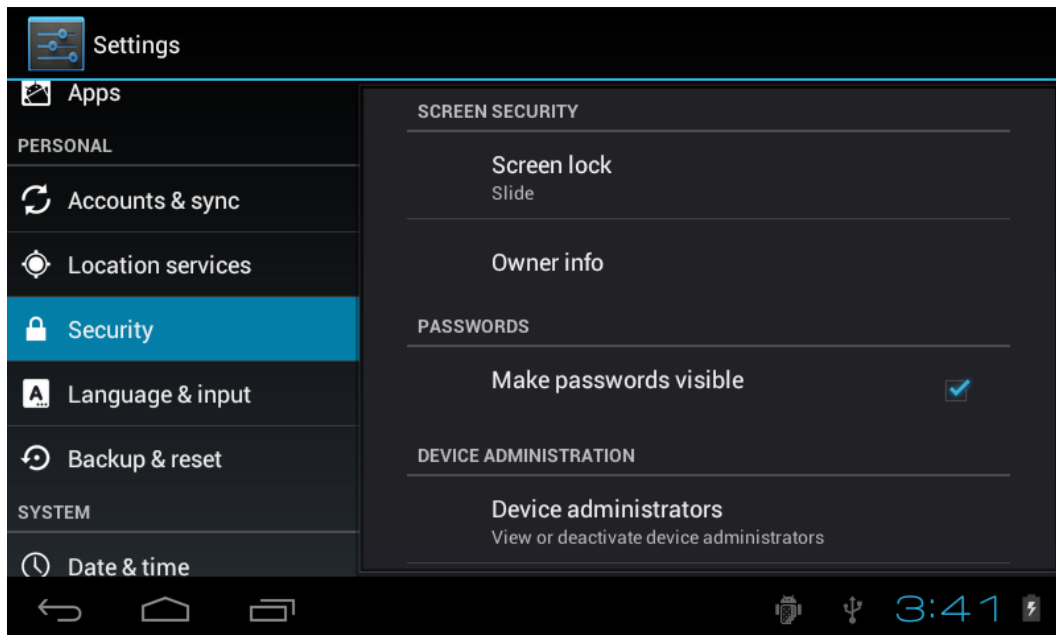 Settings
Apps
PERSONAL
Accounts & sync
Location services
Security
Language & input
Backup & reset
SYSTEM
Date & time
SCREEN SECURITY
Screen lock
Slide
Owner info
PASSWORDS
Make passwords visible
DEVICE ADMINISTRATION
Device administrators
View or deactivate device administrators
3:41